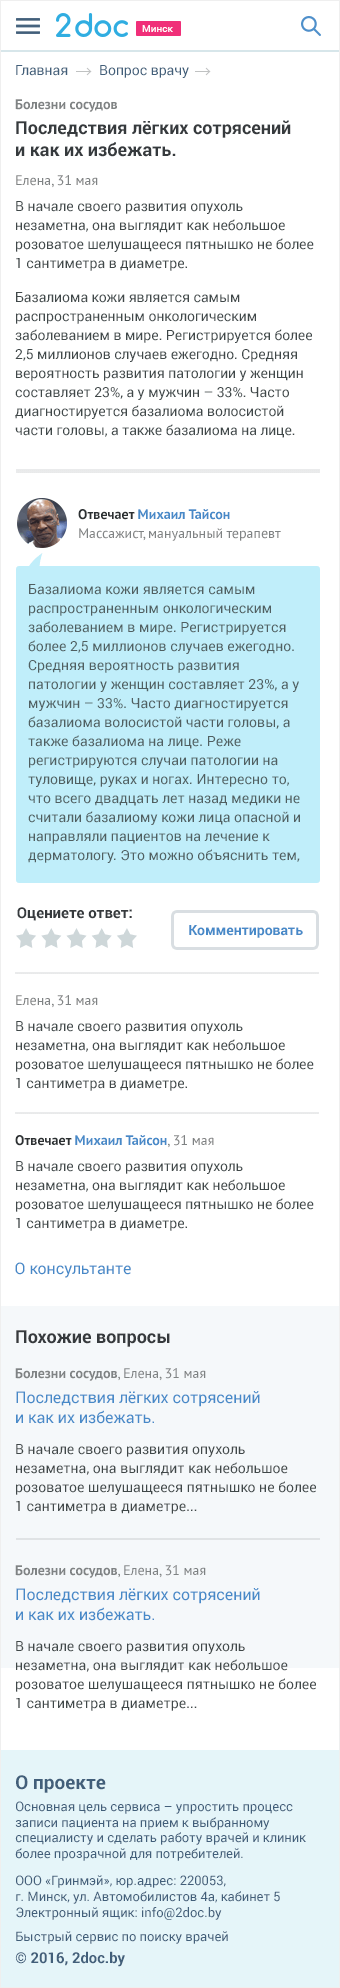 2doc Минск
Главная → Вопрос врачу →
Болезни сосудов
Последствия лёгких сотрясений
и как их избежать.
Елена, 31 мая
В начале своего развития опухоль
незаметна, она выглядит как небольшое
розоватое шелушащееся пятнышко не более
1 сантиметра в диаметре.
Базалиома кожи является самым
распространенным онкологическим
заболеванием в мире. Регистрируется более
2,5 миллионов случаев ежегодно. Средняя
вероятность развития патологии у женщин
составляет 23%, а у мужчин – 33%. Часто
диагностируется базалиома волосистой
части головы, а также базалиома на лице.
Отвечает Михаил Тайсон
Массажист, мануальный терапевт
Базалиома кожи является самым
распространенным онкологическим
заболеванием в мире. Регистрируется
более 2,5 миллионов случаев ежегодно.
Средняя вероятность развития
патологии у женщин составляет 23%, а у
мужчин – 33%. Часто диагностируется
базалиома волосистой части головы, а
также базалиома на лице. Реже
регистрируются случаи патологии на
туловище, руках и ногах. Интересно то,
что всего двадцать лет назад медики не
считали базалиому кожи лица опасной и
направляли пациентов на лечение к
дерматологу. Это можно объяснить тем,
Оцениете ответ:
Комментировать
Елена, 31 мая
В начале своего развития опухоль
незаметна, она выглядит как небольшое
розоватое шелушащееся пятнышко не более
1 сантиметра в диаметре.
Отвечает Михаил Тайсон, 31 мая
В начале своего развития опухоль
незаметна, она выглядит как небольшое
розоватое шелушащееся пятнышко не более
1 сантиметра в диаметре.
О консультанте
Похожие вопросы
Болезни сосудов, Елена, 31 мая
Последствия лёгких сотрясений
и как их избежать.
В начале своего развития опухоль
незаметна, она выглядит как небольшое
розоватое шелушащееся пятнышко не более
1 сантиметра в диаметре...
Болезни сосудов, Елена, 31 мая
Последствия лёгких сотрясений
и как их избежать.
В начале своего развития опухоль
незаметна, она выглядит как небольшое
розоватое шелушащееся пятнышко не более
1 сантиметра в диаметре...
О проекте
Основная цель сервиса – упростить процесс
записи пациента на прием к выбранному
специалисту и сделать работу врачей и клиник
более прозрачной для потребителей.
ООО «Гринмэй», юр.адрес: 220053,
г. Минск, ул. Автомобилистов 4а, кабинет 5
Электронный ящик: info@2doc.by
Быстрый сервис по поиску врачей
© 2016, 2doc.by